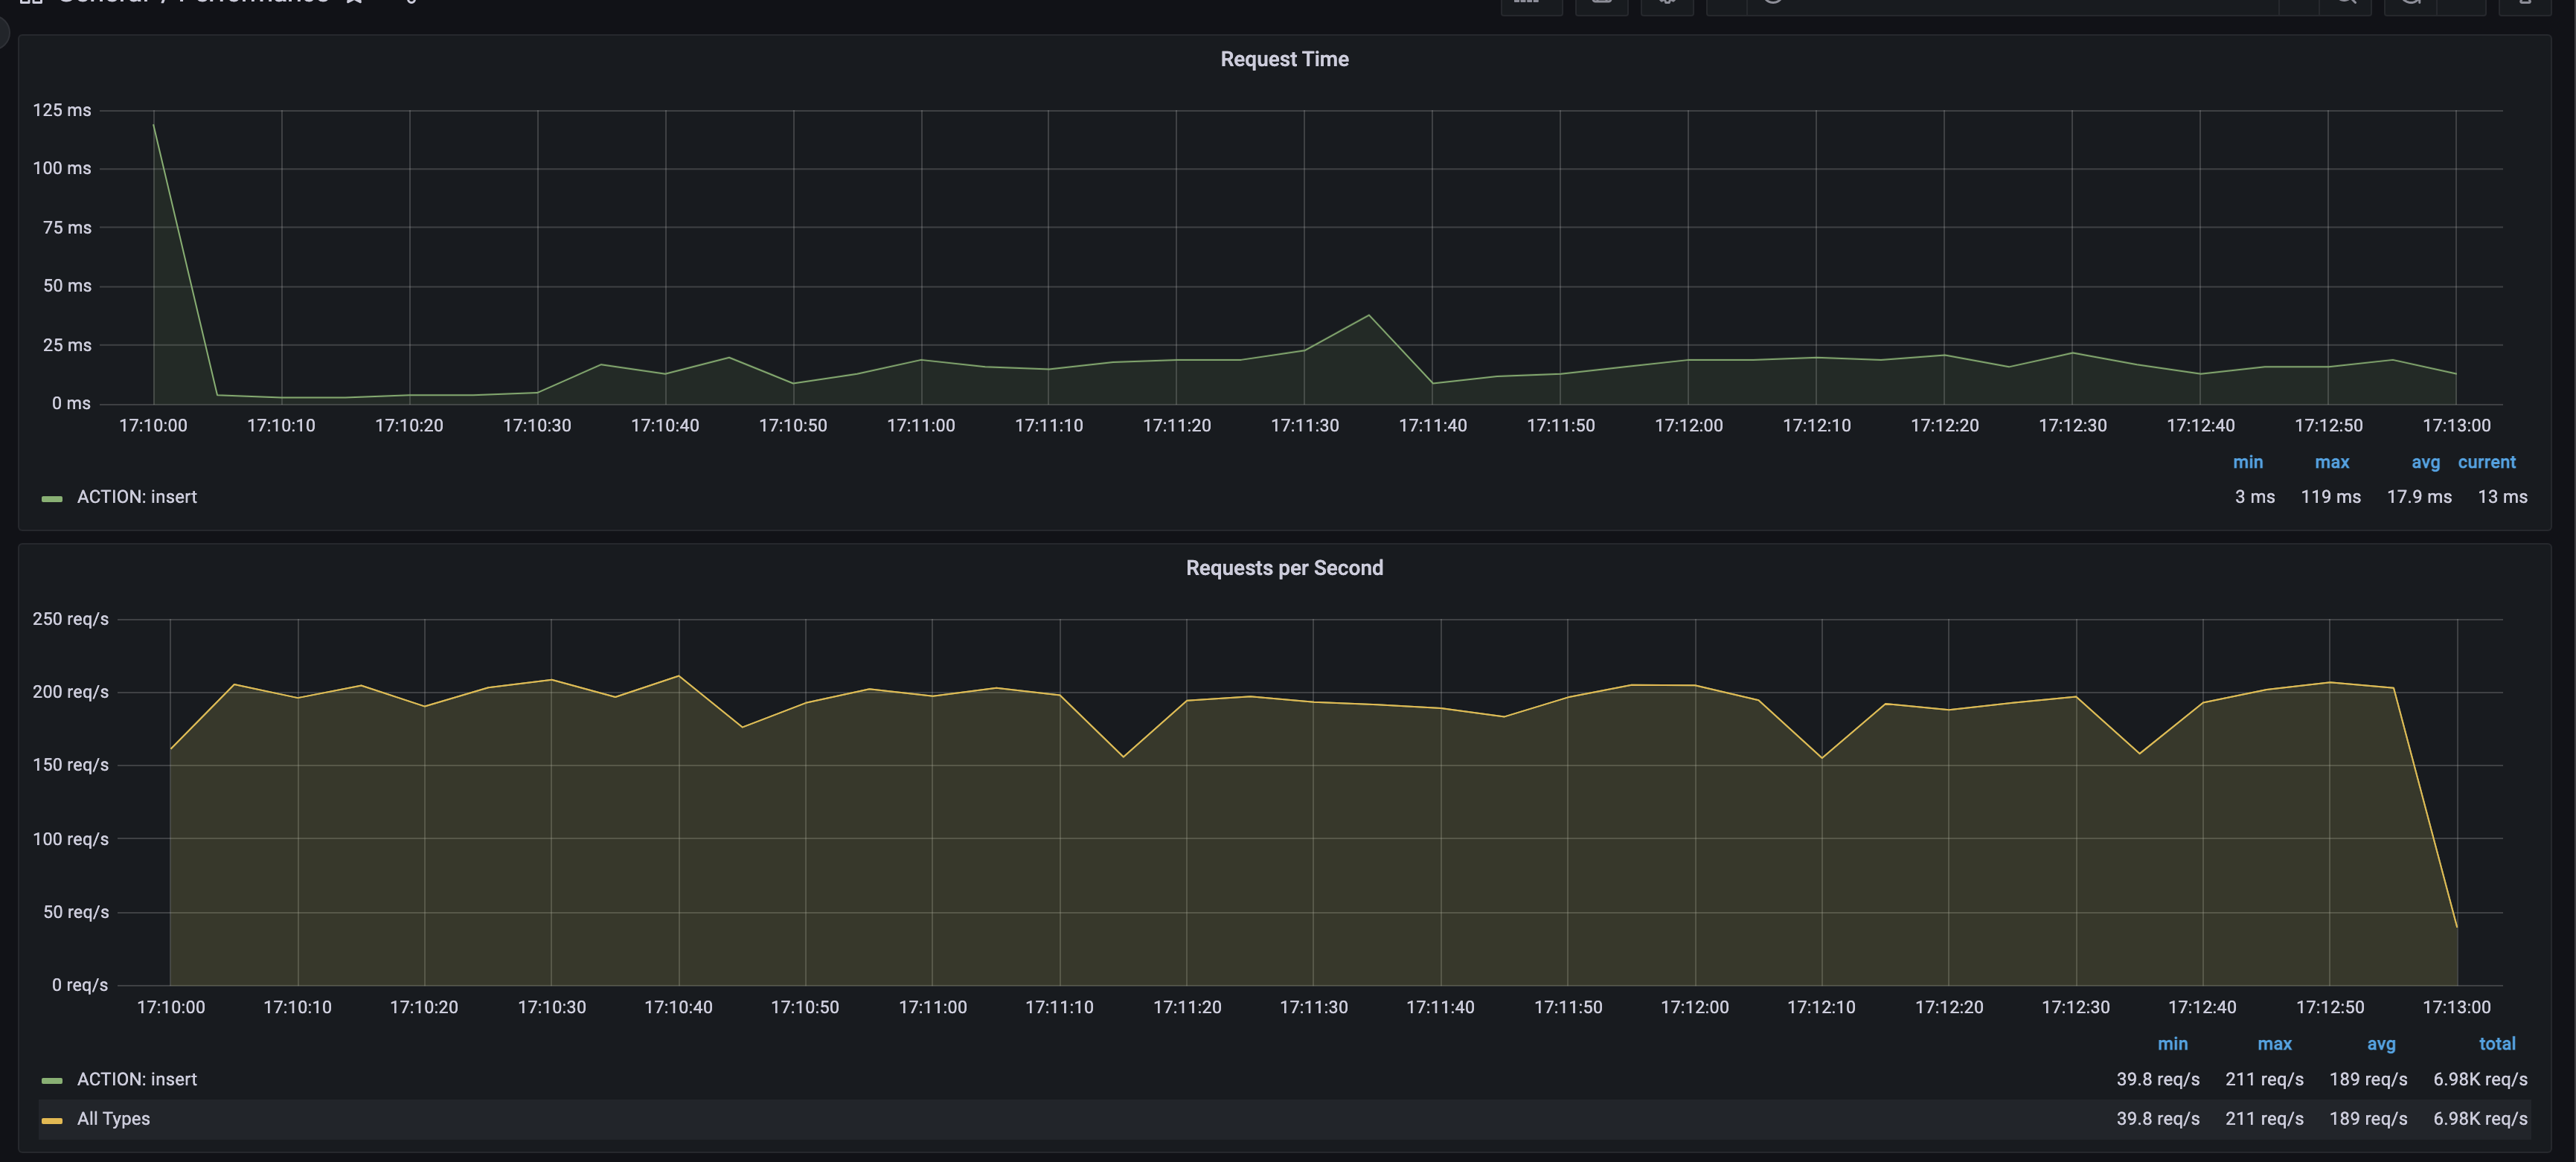 General / Performance
Request Time
125 ms
100 ms
75 ms
50 ms
25 ms
0 ms
17:10:00 17:10:10 17:10:20 17:10:30 17:10:40 17:10:50 17:11:00 17:11:10 17:11:20 17:11:30 17:11:40 17:11:50 17:12:00 17:12:10 17:12:20 17:12:30 17:12:40 17:12:50 17:13:00
min max avg current
ACTION: insert 3 ms 119 ms 17.9 ms 13 ms
Requests per Second
250 req/s
200 req/s
150 req/s
100 req/s
50 req/s
0 req/s
17:10:00 17:10:10 17:10:20 17:10:30 17:10:40 17:10:50 17:11:00 17:11:10 17:11:20 17:11:30 17:11:40 17:11:50 17:12:00 17:12:10 17:12:20 17:12:30 17:12:40 17:12:50 17:13:00
min max avg total
ACTION: insert 39.8 req/s 211 req/s 189 req/s 6.98K req/s
All Types 39.8 req/s 211 req/s 189 req/s 6.98K req/s